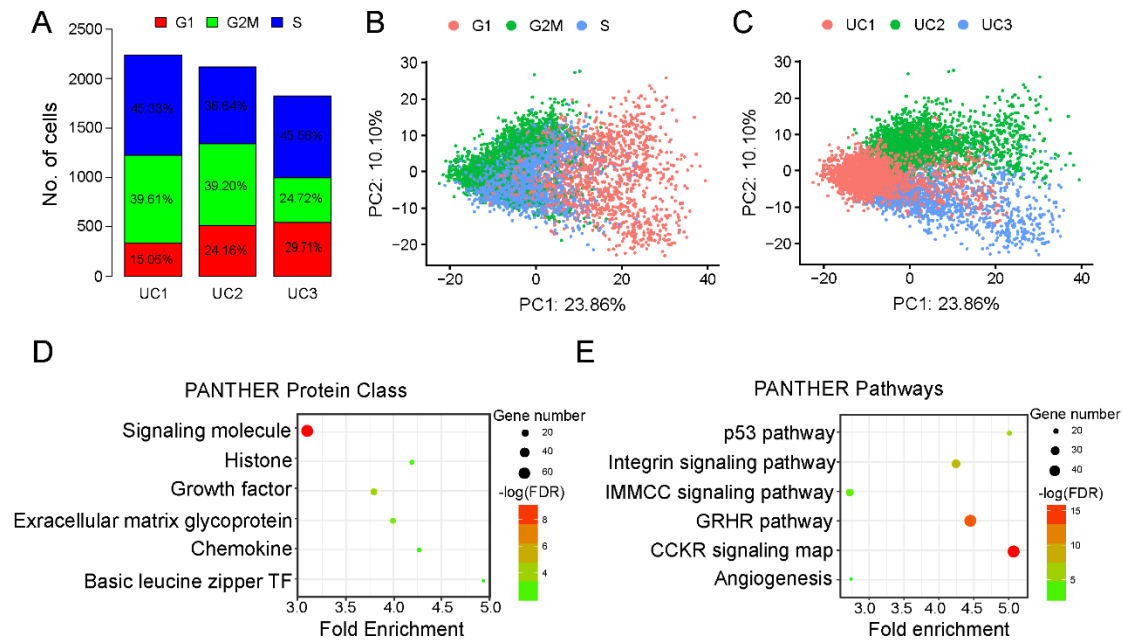 A
G1 G2M S
No. of cells
2500
2000
1500
1000
500
0
45.33%
39.61%
15.05%
36.64%
39.20%
24.16%
45.56%
24.72%
29.71%
UC1 UC2 UC3
B
G1 G2M S
PC2: 10.10%
30
20
10
0
−10
−20
−20 0 20 40
PC1: 23.86%
C
UC1 UC2 UC3
PC2: 10.10%
30
20
10
0
−10
−20
−20 0 20 40
PC1: 23.86%
D
PANTHER Protein Class
Signaling molecule
Histone
Growth factor
Exracellular matrix glycoprotein
Chemokine
Basic leucine zipper TF
3.0 3.5 4.0 4.5 5.0
Fold Enrichment
Gene number
20
40
60
-log(FDR)
8
6
4
E
PANTHER Pathways
p53 pathway
Integrin signaling pathway
IMMCC signaling pathway
GRHR pathway
CCKR signaling map
Angiogenesis
3.0 3.5 4.0 4.5 5.0
Fold enrichment
Gene number
20
30
40
-log(FDR)
15
10
5